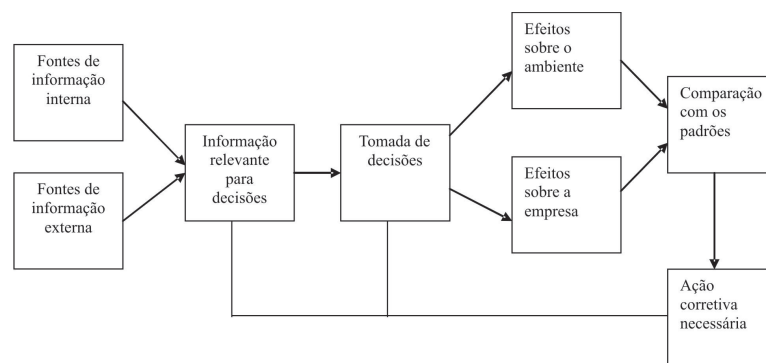 Fontes de
informação
interna
Fontes de
informação
externa
Informação
relevante
para
decisões
Tomada de
decisões
Efeitos
sobre o
ambiente
Efeitos
sobre a
empresa
Comparação
com os
padrões
Ação
corretiva
necessária